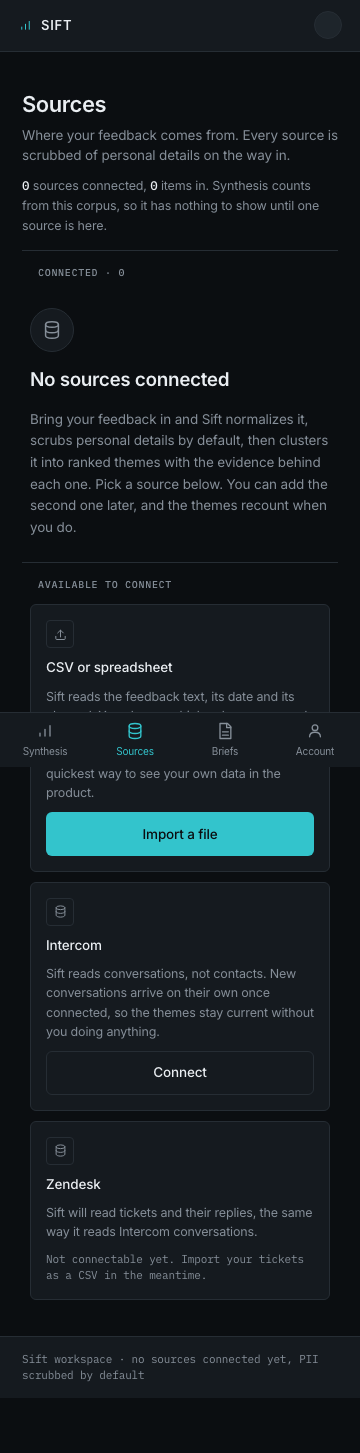 SIFT
Sources
Where your feedback comes from. Every source is
scrubbed of personal details on the way in.
0 sources connected, 0 items in. Synthesis counts
from this corpus, so it has nothing to show until one
source is here.
CONNECTED · 0
No sources connected
Bring your feedback in and Sift normalizes it,
scrubs personal details by default, then clusters
it into ranked themes with the evidence behind
each one. Pick a source below. You can add the
second one later, and the themes recount when
you do.
AVAILABLE TO CONNECT
CSV or spreadsheet
Sift reads the feedback text, its date and its
Synthesis
Sources
Briefs
Account
quickest way to see your own data in the
product.
Import a file
Intercom
Sift reads conversations, not contacts. New
conversations arrive on their own once
connected, so the themes stay current without
you doing anything.
Connect
Zendesk
Sift will read tickets and their replies, the same
way it reads Intercom conversations.
Not connectable yet. Import your tickets
as a CSV in the meantime.
Sift workspace · no sources connected yet, PII
scrubbed by default